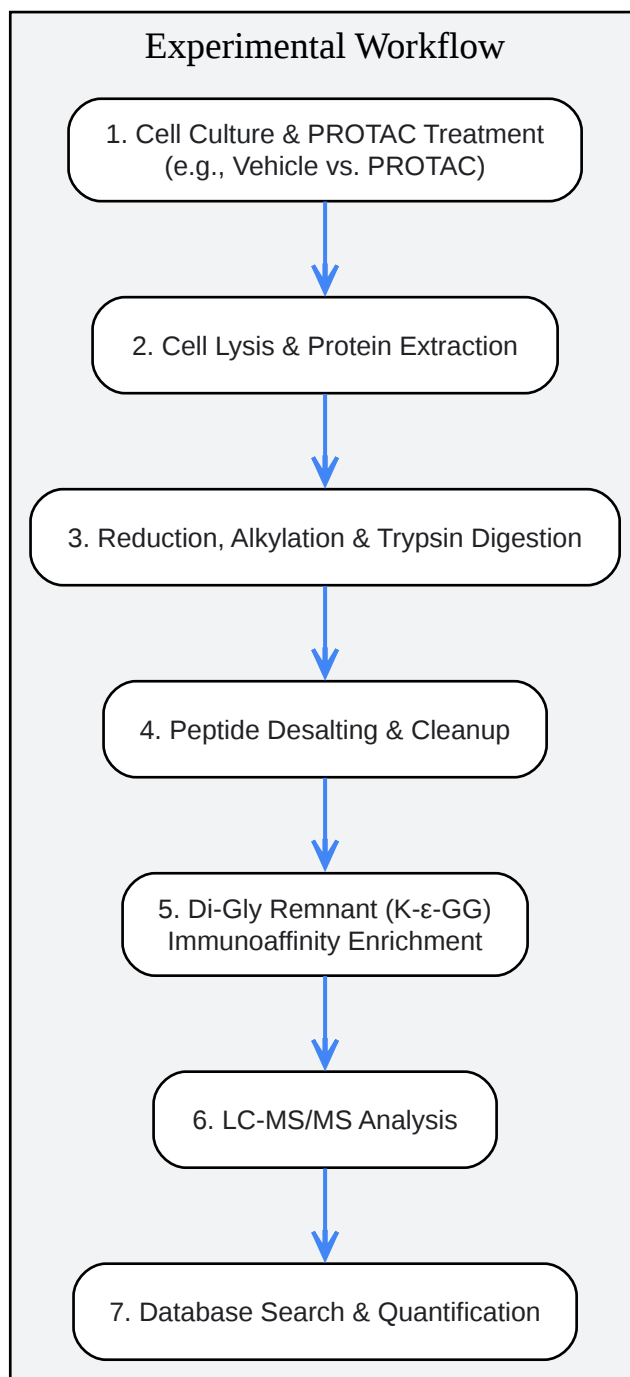 Experimental Workflow
1. Cell Culture & PROTAC Treatment
(e.g., Vehicle vs. PROTAC)
2. Cell Lysis & Protein Extraction
3. Reduction, Alkylation & Trypsin Digestion
4. Peptide Desalting & Cleanup
5. Di-Gly Remnant (K-ε-GG)
Immunoaffinity Enrichment
6. LC-MS/MS Analysis
7. Database Search & Quantification